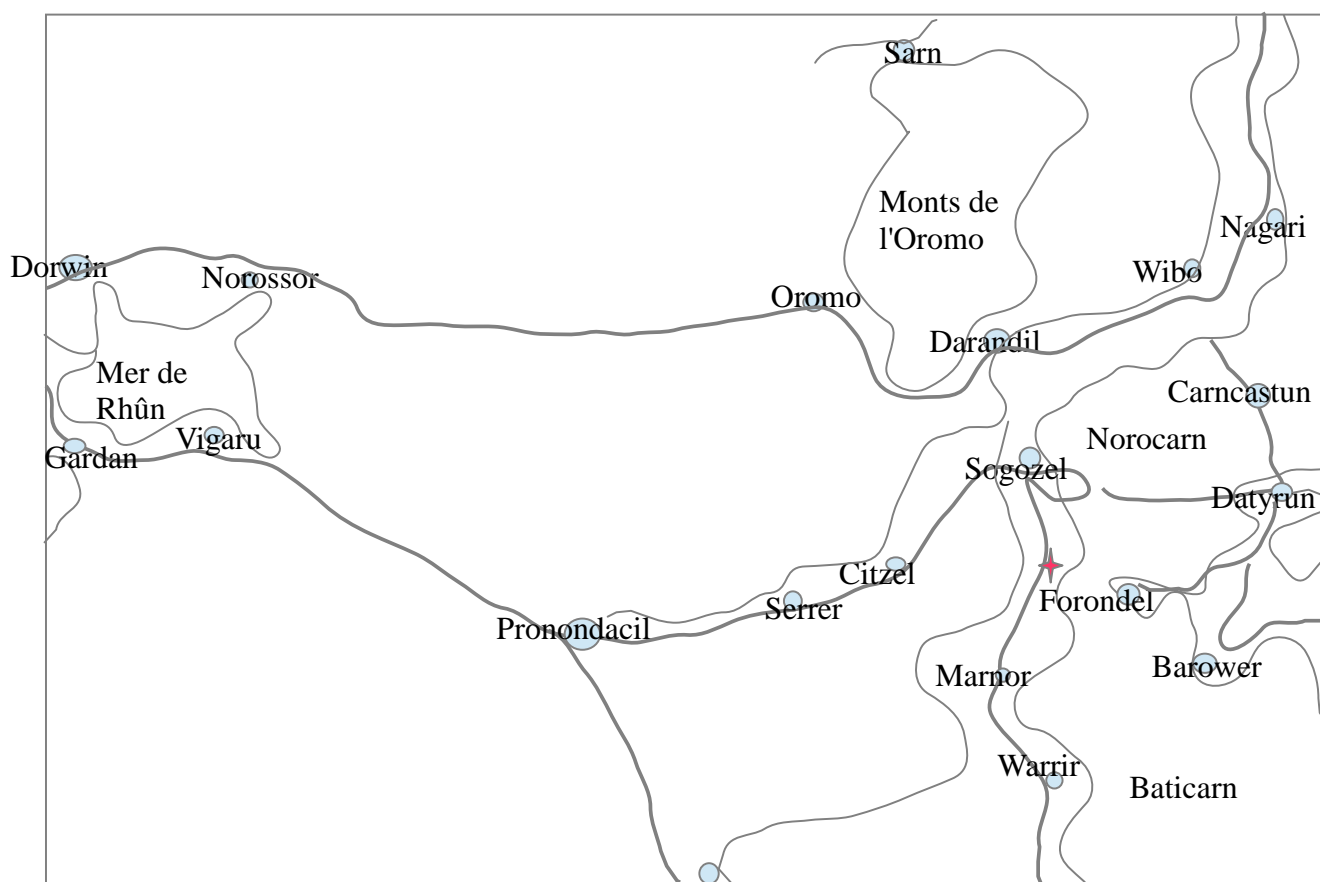 Sarn
Monts de
l'Oromo
Nagari
Dorwin
Norossor
Wibo
Oromo
Darandil
Mer de
Rhûn
Carncastun
Gardan
Vigaru
Norocarn
Sogozel
Datyrun
Citzel
Serrer
Forondel
Pronondacil
Marnor
Barower
Warrir
Baticarn